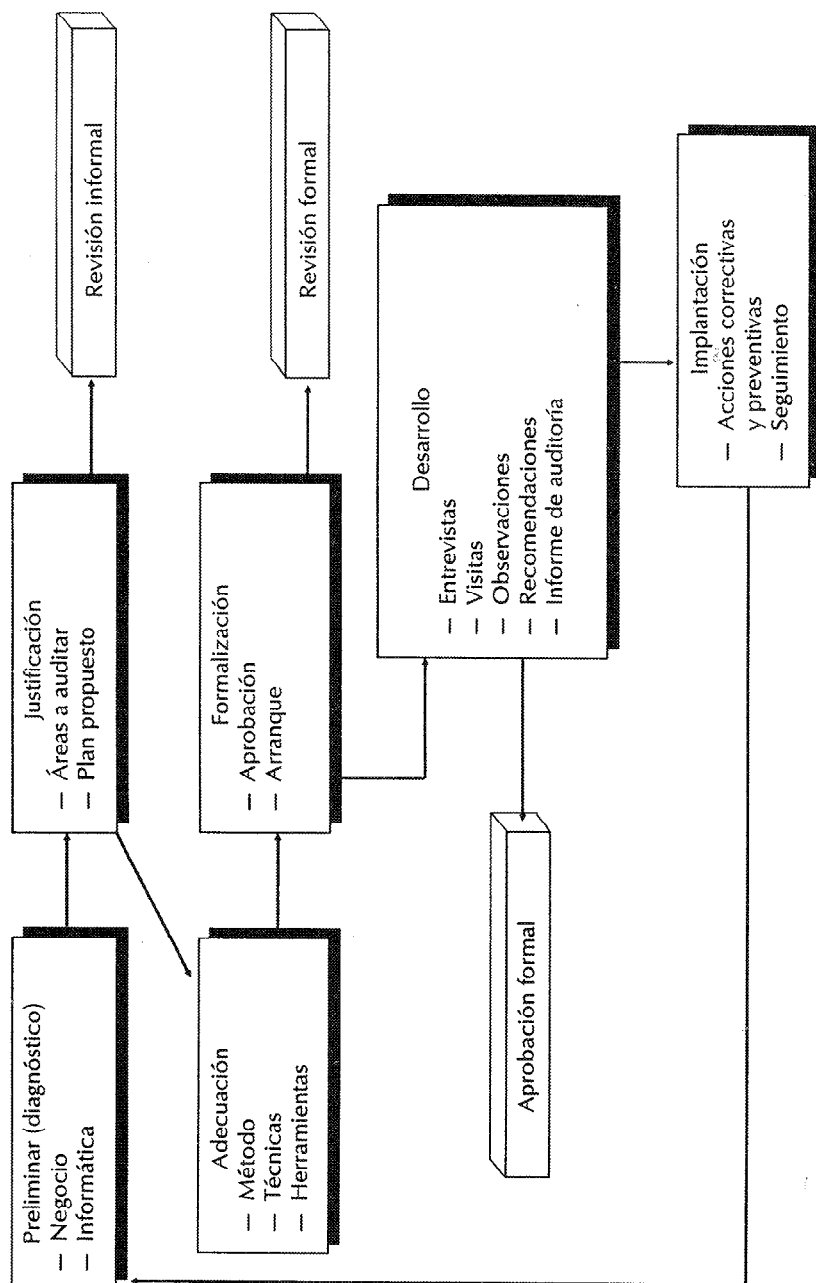 Preliminar (diagnóstico)
— Negocio
— Informática
Justificación
— Áreas a auditar
— Plan propuesto
Revisión informal
Adecuación
— Método
— Técnicas
— Herramientas
Formalización
— Aprobación
— Arranque
Revisión formal
Desarrollo
— Entrevistas
— Visitas
— Observaciones
— Recomendaciones
— Informe de auditoría
Aprobación formal
Implantación
— Acciones correctivas
y preventivas
— Seguimiento